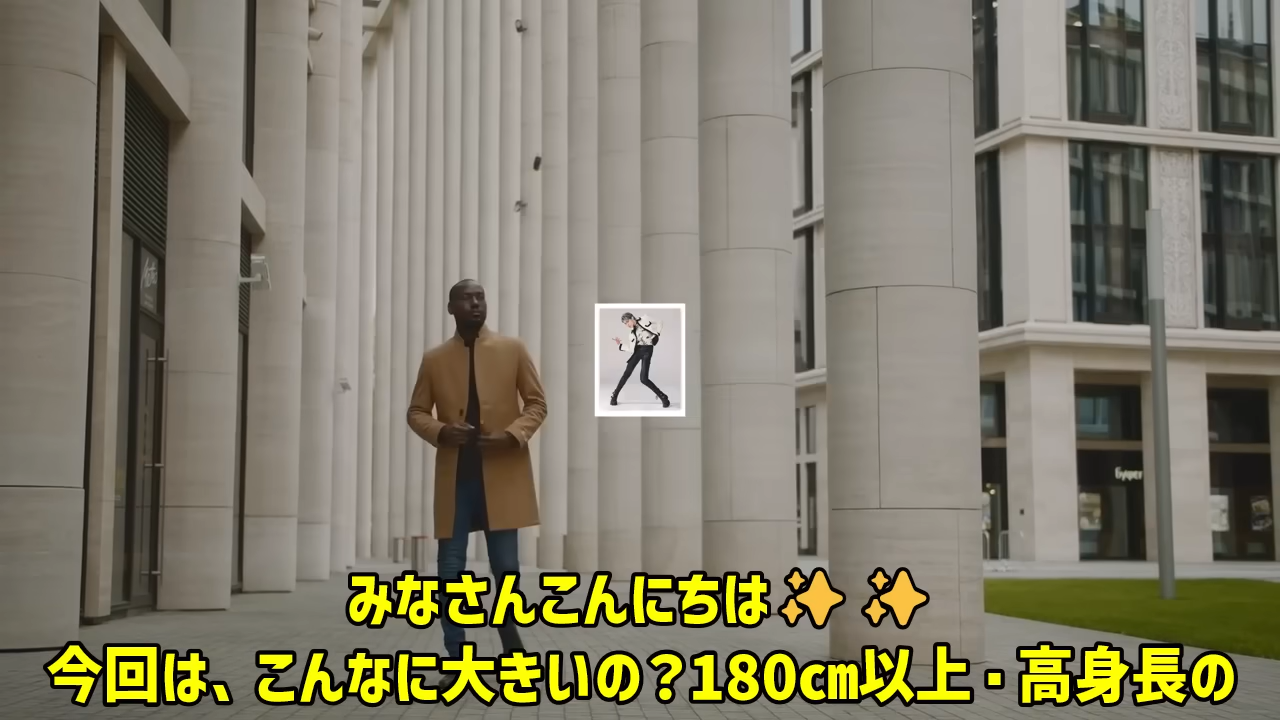 Буфет
みなさんこんにちは✨ ✨
今回は、こんなに大きいの？180㎝以上・高身長の